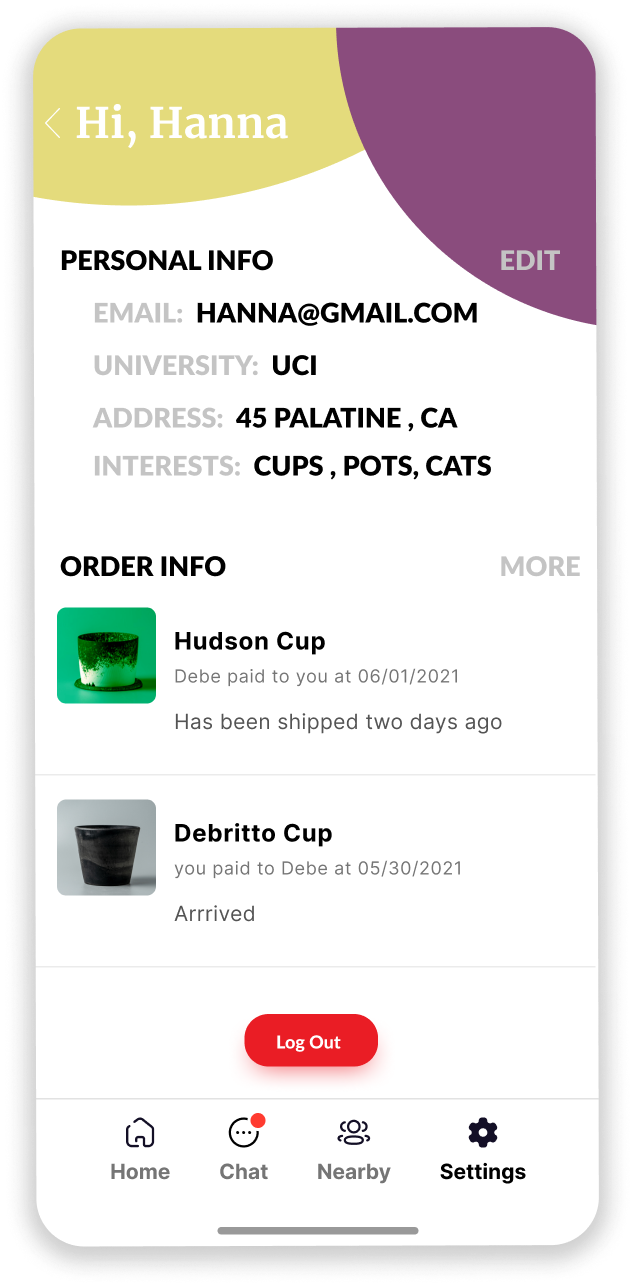 Hi, Hanna
PERSONAL INFO EDIT
EMAIL: HANNA@GMAIL.COM
UNIVERSITY: UCI
ADDRESS: 45 PALATINE , CA
INTERESTS: CUPS , POTS, CATS
ORDER INFO MORE
Hudson Cup
Debe paid to you at 06/01/2021
Has been shipped two days ago
Debritto Cup
you paid to Debe at 05/30/2021
Arrrived
Log Out
Home Chat Nearby Settings